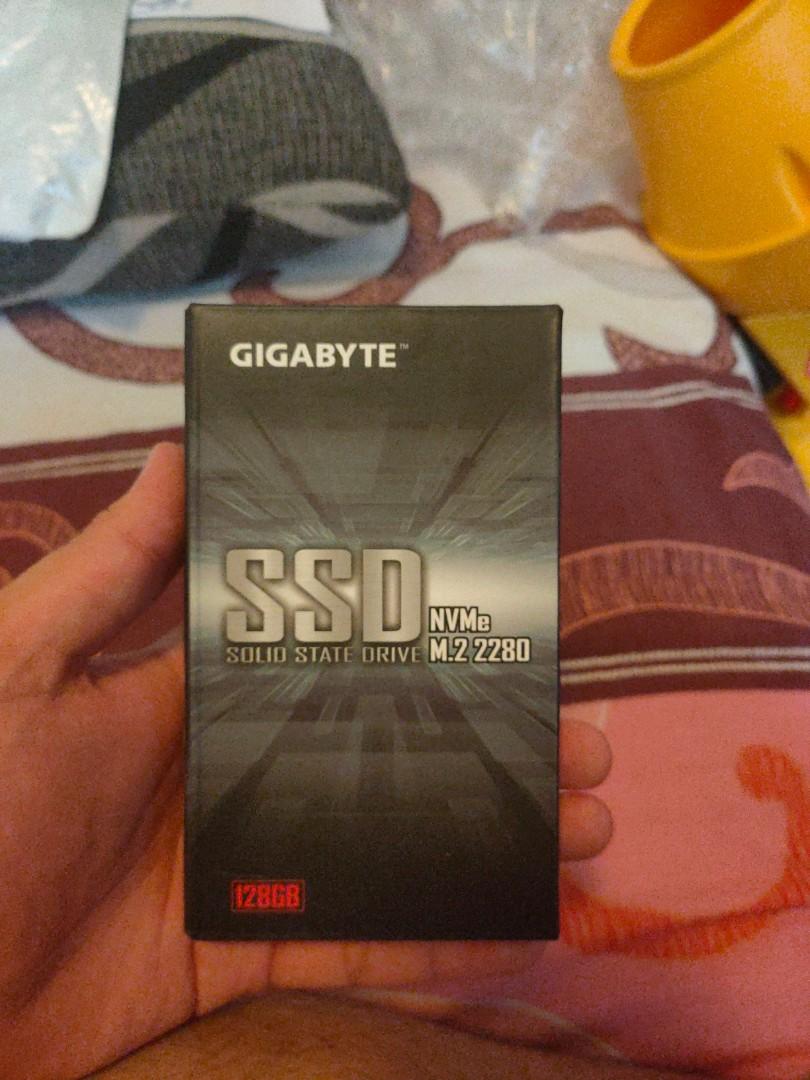 GIGABYTE™
SSD
NVMe
SOLID STATE DRIVE M.2 2280
128GB